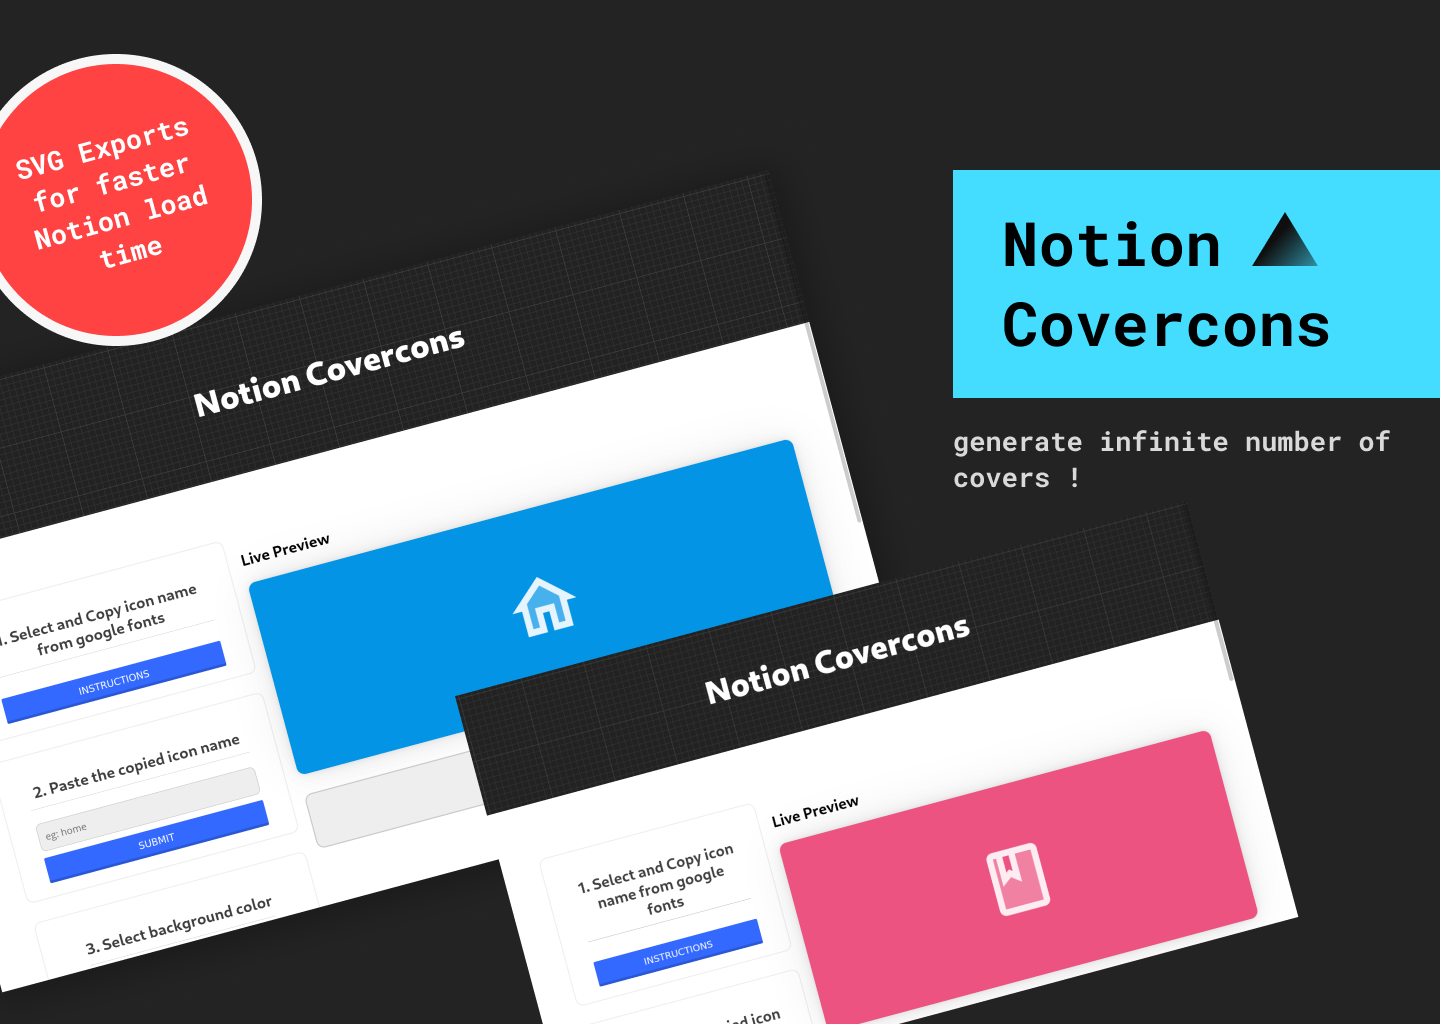 SVG Exports
for faster
Notion load
time
Notion
Covercons
generate infinite number of
covers !
Notion Covercons
Live Preview
1. Select and Copy icon name
from google fonts
INSTRUCTIONS
2. Paste the copied icon name
eg: home
SUBMIT
3. Select background color
Notion Covercons
Live Preview
1. Select and Copy icon
name from google
fonts
INSTRUCTIONS
icon